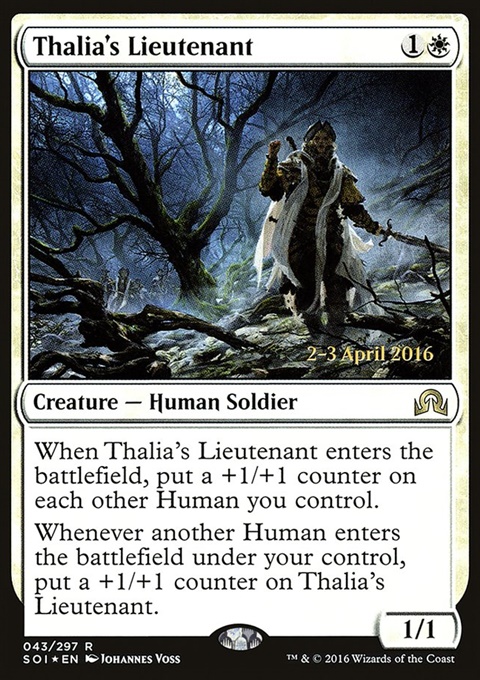 Thalia's Lieutenant 1
2–3 April 2016
Creature — Human Soldier
When Thalia's Lieutenant enters the
battlefield, put a +1/+1 counter on
each other Human you control.
Whenever another Human enters
the battlefield under your control,
put a +1/+1 counter on Thalia's
Lieutenant.
1/1
043/297 R
SOI★EN Johannes Voss
™ & © 2016 Wizards of the Coast